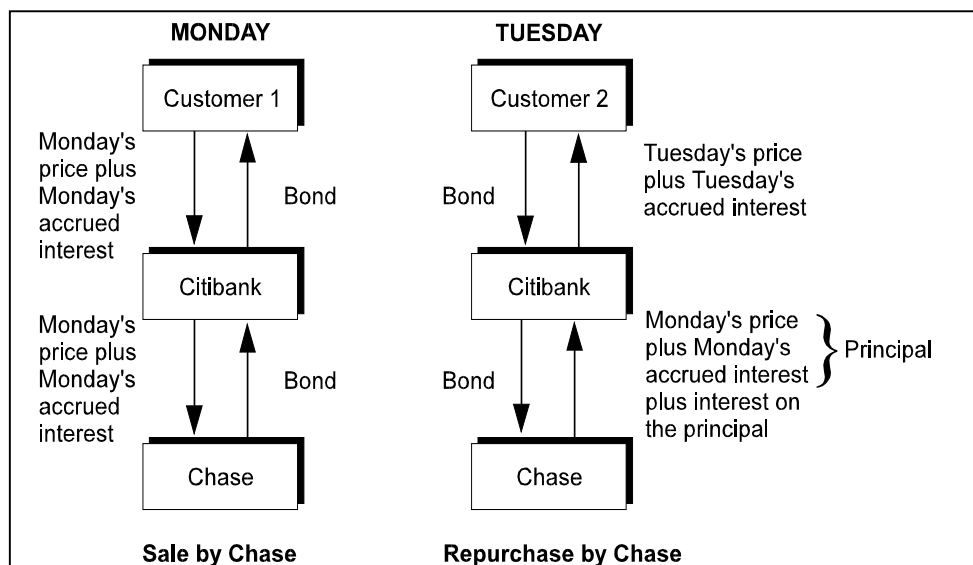 MONDAY
Customer 1
Monday's
price plus
Monday's
accrued
interest
Bond
Citibank
Monday's
price plus
Monday's
accrued
interest
Bond
Chase
Sale by Chase
TUESDAY
Customer 2
Bond
Tuesday's price
plus Tuesday's
accrued interest
Citibank
Bond
Monday's price
plus Monday's
accrued interest
plus interest on
the principal
Principal
Chase
Repurchase by Chase